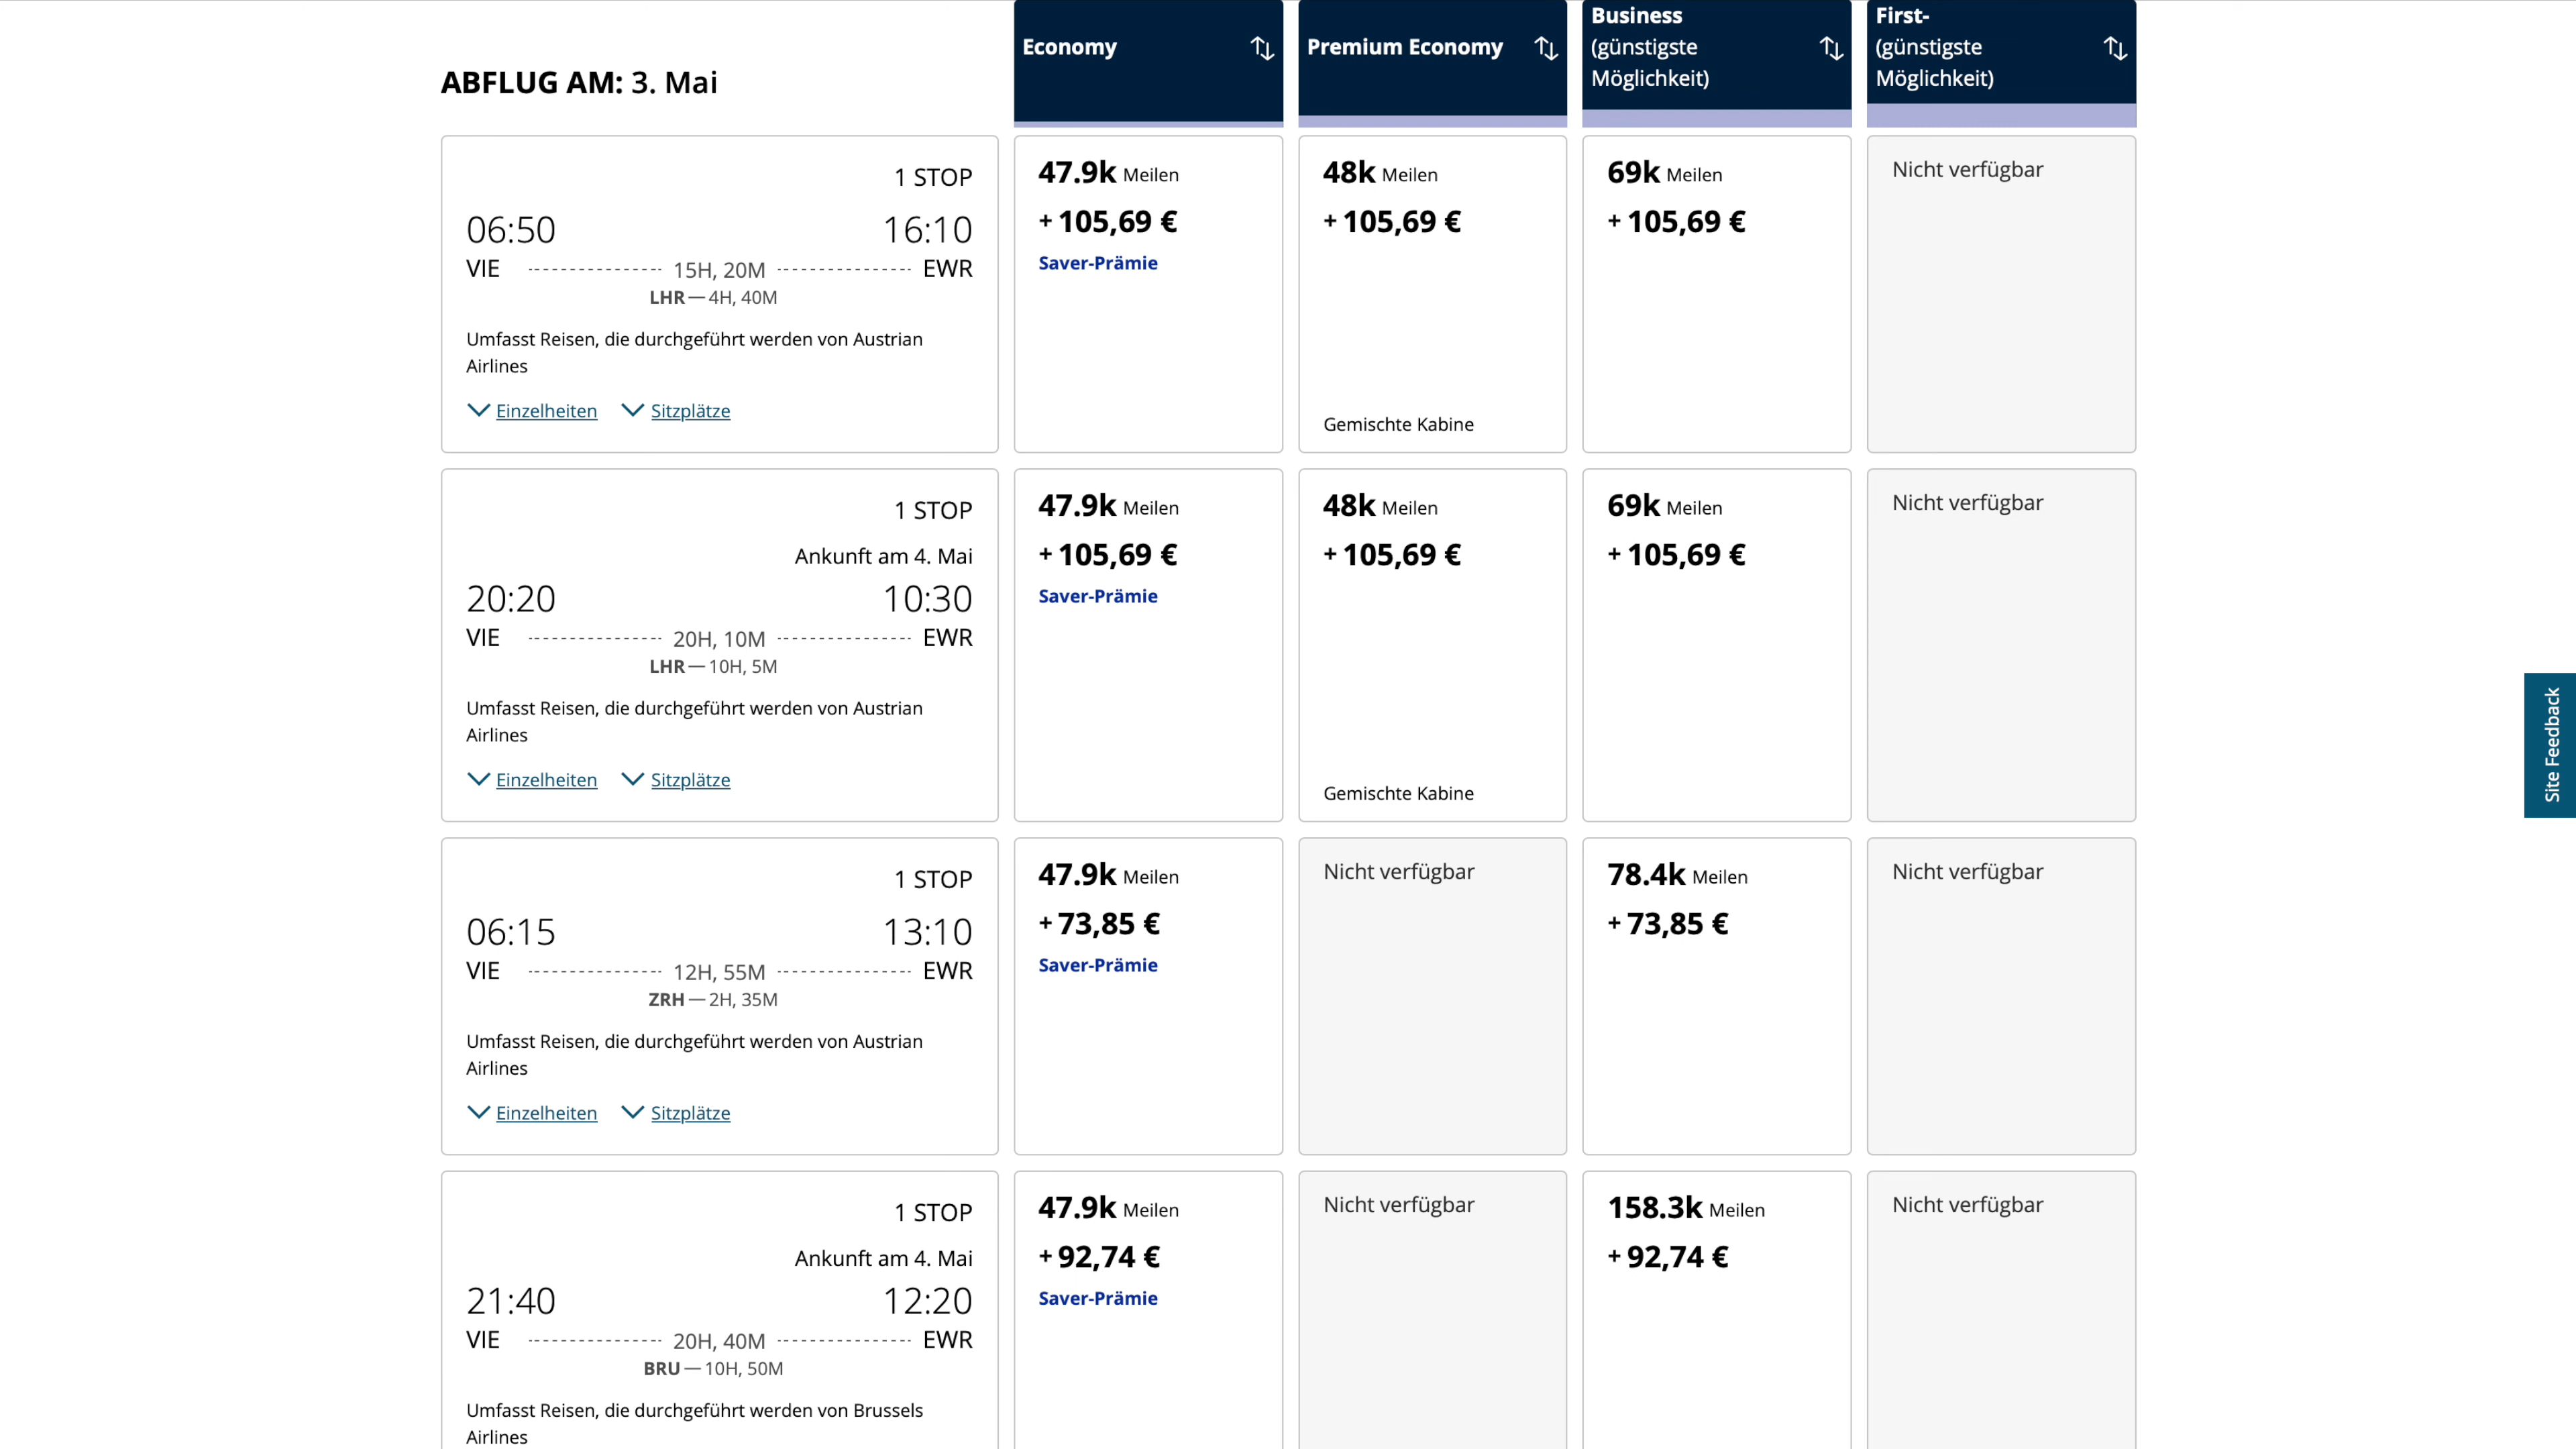 ABFLUG AM: 3. Mai
Economy
Premium Economy
Business
(günstigste
Möglichkeit)
First-
(günstigste
Möglichkeit)
1 STOP
06:50 16:10
VIE 15H, 20M EWR
LHR — 4H, 40M
Umfasst Reisen, die durchgeführt werden von Austrian
Airlines
Einzelheiten Sitzplätze
47.9k Meilen
+ 105,69 €
Saver-Prämie
48k Meilen
+ 105,69 €
Gemischte Kabine
69k Meilen
+ 105,69 €
Nicht verfügbar
1 STOP
Ankunft am 4. Mai
20:20 10:30
VIE 20H, 10M EWR
LHR — 10H, 5M
Umfasst Reisen, die durchgeführt werden von Austrian
Airlines
Einzelheiten Sitzplätze
47.9k Meilen
+ 105,69 €
Saver-Prämie
48k Meilen
+ 105,69 €
Gemischte Kabine
69k Meilen
+ 105,69 €
Nicht verfügbar
1 STOP
06:15 13:10
VIE 12H, 55M EWR
ZRH — 2H, 35M
Umfasst Reisen, die durchgeführt werden von Austrian
Airlines
Einzelheiten Sitzplätze
47.9k Meilen
+ 73,85 €
Saver-Prämie
Nicht verfügbar
78.4k Meilen
+ 73,85 €
Nicht verfügbar
1 STOP
Ankunft am 4. Mai
21:40 12:20
VIE 20H, 40M EWR
BRU — 10H, 50M
Umfasst Reisen, die durchgeführt werden von Brussels
Airlines
47.9k Meilen
+ 92,74 €
Saver-Prämie
Nicht verfügbar
158.3k Meilen
+ 92,74 €
Nicht verfügbar
Site Feedback